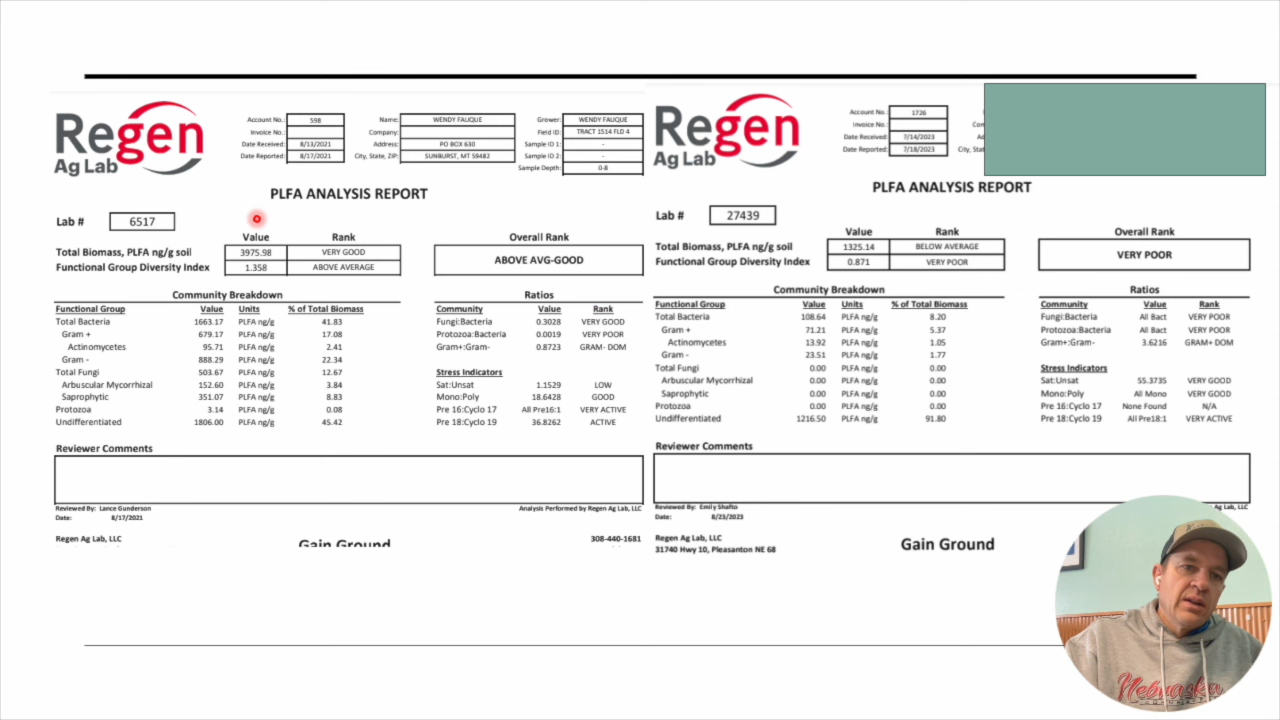 Regen
Ag Lab
Account No.: 598
Invoice No.:
Date Received: 8/13/2021
Date Reported: 8/17/2021
Name: WENDY FAUQUE
Company:
Address: PO BOX 630
City, State, ZIP: SUNBURST, MT 59482
Grower: WENDY FAUQUE
Field ID: TRACT 1514 FLD 4
Sample ID 1: -
Sample ID 2: -
Sample Depth: 0-8
PLFA ANALYSIS REPORT
Lab # 6517
Value Rank
Total Biomass, PLFA ng/g soil 3975.98 VERY GOOD
Functional Group Diversity Index 1.358 ABOVE AVERAGE
Overall Rank
ABOVE AVG-GOOD
Community Breakdown
Functional Group Value Units % of Total Biomass
Total Bacteria 1663.17 PLFA ng/g 41.83
Gram + 679.17 PLFA ng/g 17.08
Actinomycetes 95.71 PLFA ng/g 2.41
Gram - 888.29 PLFA ng/g 22.34
Total Fungi 503.67 PLFA ng/g 12.67
Arbuscular Mycorrhizal 152.60 PLFA ng/g 3.84
Saprophytic 351.07 PLFA ng/g 8.83
Protozoa 3.14 PLFA ng/g 0.08
Undifferentiated 1806.00 PLFA ng/g 45.42
Ratios
Community Value Rank
Fungi:Bacteria 0.3028 VERY GOOD
Protozoa:Bacteria 0.0019 VERY POOR
Gram+:Gram- 0.8723 GRAM- DOM
Stress Indicators
Sat:Unsat 1.1529 LOW
Mono:Poly 18.6428 GOOD
Pre 16:Cyclo 17 All Pre16:1 VERY ACTIVE
Pre 18:Cyclo 19 36.8262 ACTIVE
Reviewer Comments
Reviewed By: Lance Gunderson Analysis Performed by Regen Ag Lab, LLC
Date: 8/17/2021
Regen Ag Lab, LLC Gain Ground 308-440-1681
Regen
Ag Lab
Account No.: 1726
Invoice No.:
Date Received: 7/14/2023
Date Reported: 7/18/2023
Con
Ad
City, Stat
PLFA ANALYSIS REPORT
Lab # 27439
Value Rank
Total Biomass, PLFA ng/g soil 1325.14 BELOW AVERAGE
Functional Group Diversity Index 0.871 VERY POOR
Overall Rank
VERY POOR
Community Breakdown
Functional Group Value Units % of Total Biomass
Total Bacteria 108.64 PLFA ng/g 8.20
Gram + 71.21 PLFA ng/g 5.37
Actinomycetes 13.92 PLFA ng/g 1.05
Gram - 23.51 PLFA ng/g 1.77
Total Fungi 0.00 PLFA ng/g 0.00
Arbuscular Mycorrhizal 0.00 PLFA ng/g 0.00
Saprophytic 0.00 PLFA ng/g 0.00
Protozoa 0.00 PLFA ng/g 0.00
Undifferentiated 1216.50 PLFA ng/g 91.80
Ratios
Community Value Rank
Fungi:Bacteria All Bact VERY POOR
Protozoa:Bacteria All Bact VERY POOR
Gram+:Gram- 3.6216 GRAM+ DOM
Stress Indicators
Sat:Unsat 55.3735 VERY GOOD
Mono:Poly All Mono VERY GOOD
Pre 16:Cyclo 17 None Found N/A
Pre 18:Cyclo 19 All Pre18:1 VERY ACTIVE
Reviewer Comments
Reviewed By: Emily Shafto Ag Lab, LLC
Date: 8/23/2023
Regen Ag Lab, LLC Gain Ground
31740 Hwy 10, Pleasanton NE 68
Nebraska